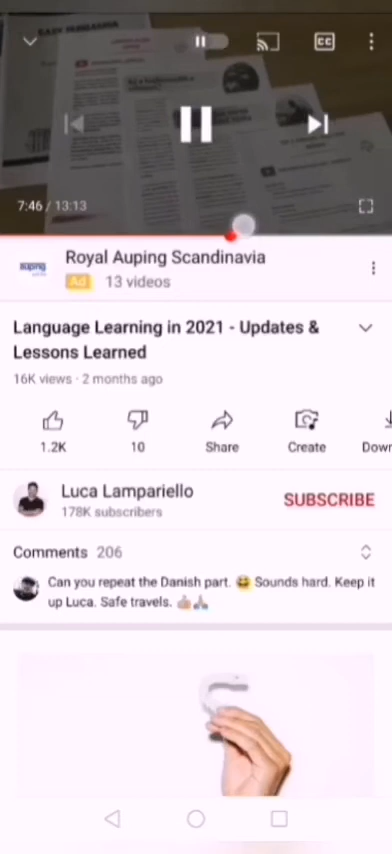 CC
7:46 / 13:13
auping
Royal Auping Scandinavia
Ad 13 videos
Language Learning in 2021 - Updates &
Lessons Learned
16K views · 2 months ago
1.2K
10
Share
Create
Down
Luca Lampariello
SUBSCRIBE
178K subscribers
Comments 206
Can you repeat the Danish part. 😆 Sounds hard. Keep it
up Luca. Safe travels. 👍🏼🙏🏼